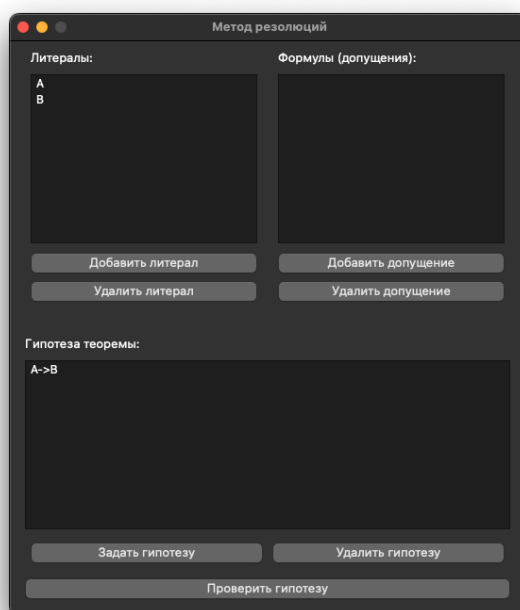 Метод резолюций
Литералы:
A
B
Формулы (допущения):
Добавить литерал
Добавить допущение
Удалить литерал
Удалить допущение
Гипотеза теоремы:
A->B
Задать гипотезу
Удалить гипотезу
Проверить гипотезу